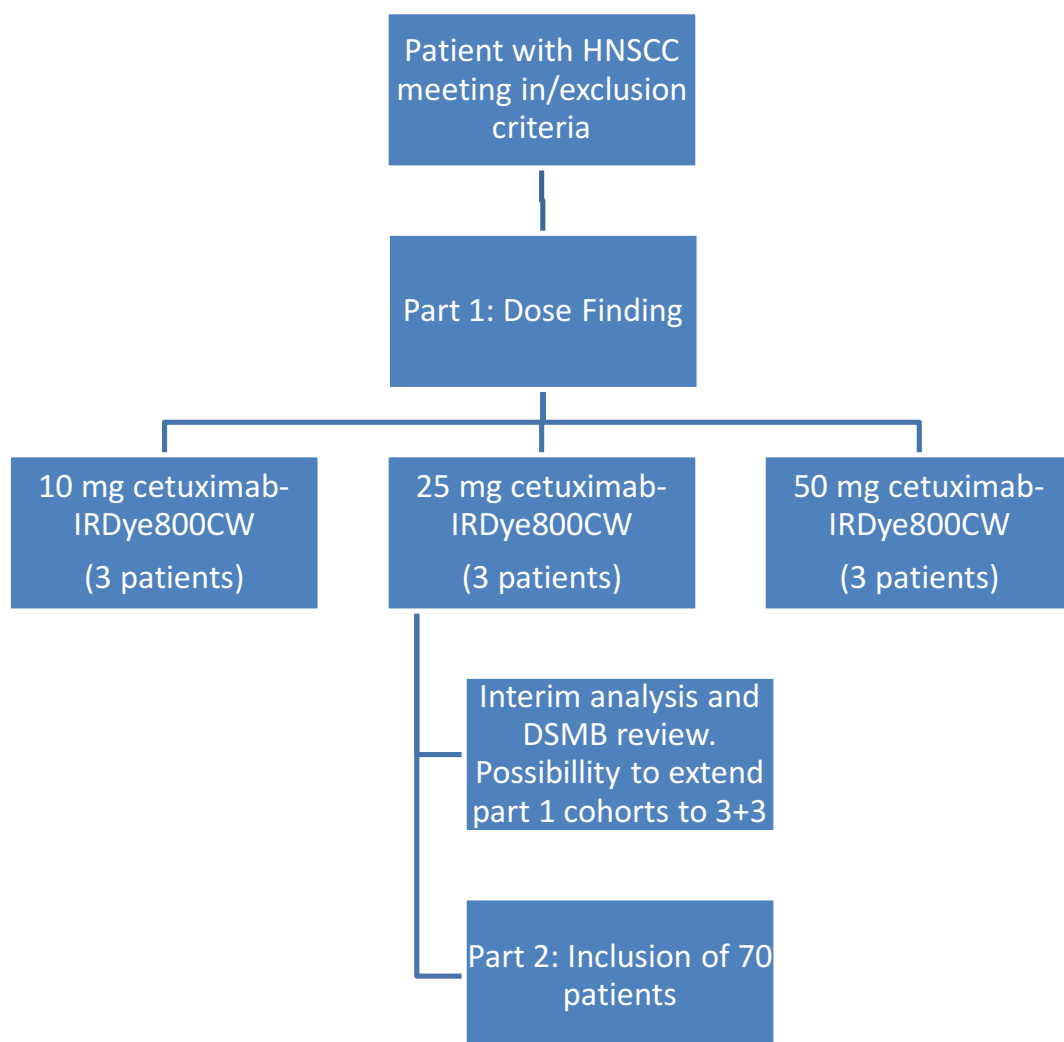 Patient with HNSCC
meeting in/exclusion
criteria
Part 1: Dose Finding
10 mg cetuximab-
IRDye800CW
(3 patients)
25 mg cetuximab-
IRDye800CW
(3 patients)
50 mg cetuximab-
IRDye800CW
(3 patients)
Interim analysis and
DSMB review.
Possibillity to extend
part 1 cohorts to 3+3
Part 2: Inclusion of 70
patients